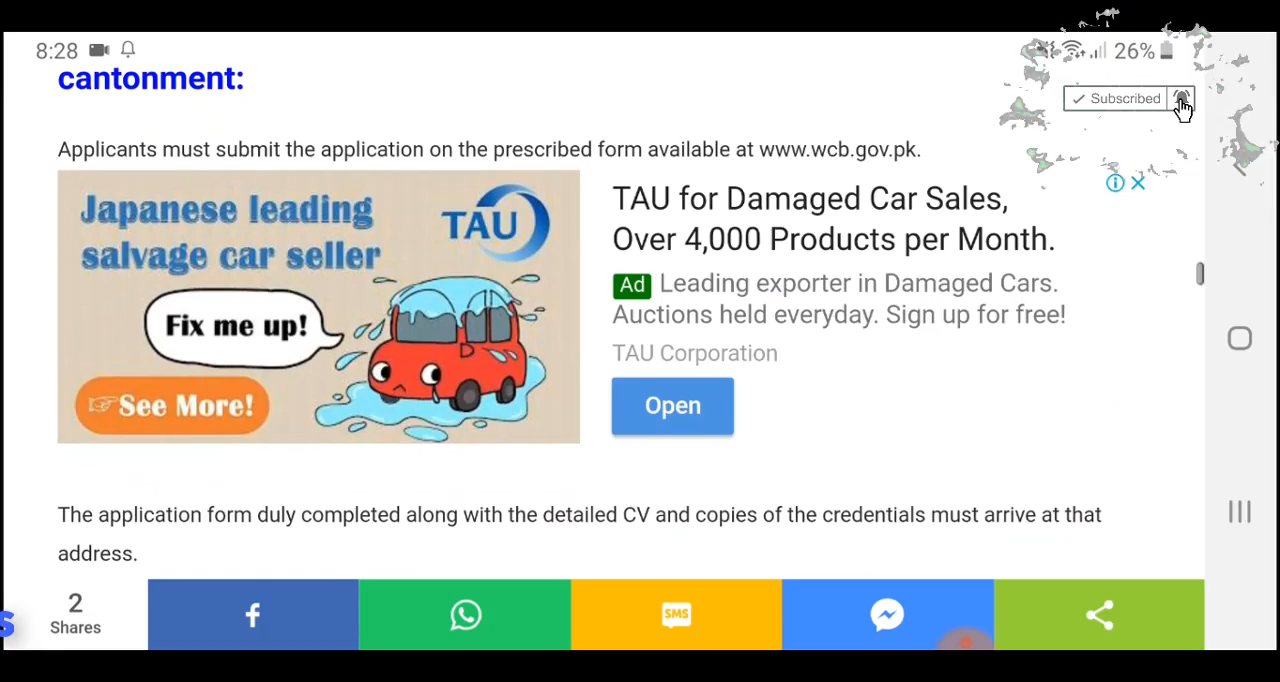 8:28
26%
cantonment:
Subscribed
Applicants must submit the application on the prescribed form available at www.wcb.gov.pk.
Japanese leading
salvage car seller
TAU
Fix me up!
See More!
TAU for Damaged Car Sales,
Over 4,000 Products per Month.
Ad Leading exporter in Damaged Cars.
Auctions held everyday. Sign up for free!
TAU Corporation
Open
The application form duly completed along with the detailed CV and copies of the credentials must arrive at that
address.
2
Shares
SMS
s